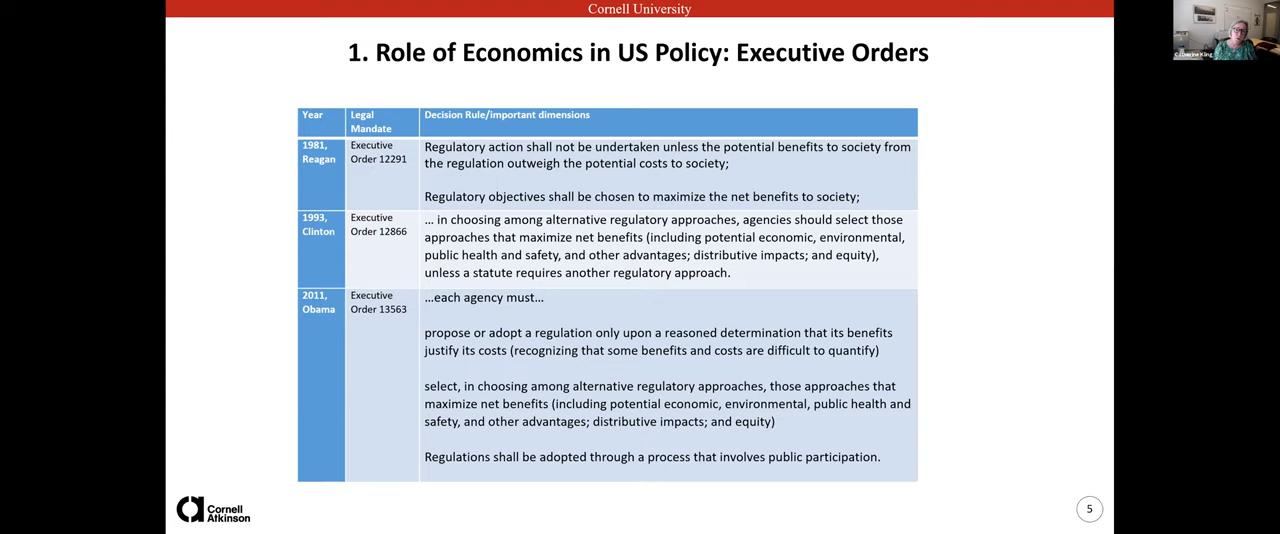 Cornell University
1. Role of Economics in US Policy: Executive Orders
Year
Legal
Mandate
Decision Rule/important dimensions
1981,
Reagan
Executive
Order 12291
Regulatory action shall not be undertaken unless the potential benefits to society from
the regulation outweigh the potential costs to society;
Regulatory objectives shall be chosen to maximize the net benefits to society;
1993,
Clinton
Executive
Order 12866
... in choosing among alternative regulatory approaches, agencies should select those
approaches that maximize net benefits (including potential economic, environmental,
public health and safety, and other advantages; distributive impacts; and equity),
unless a statute requires another regulatory approach.
2011,
Obama
Executive
Order 13563
...each agency must...
propose or adopt a regulation only upon a reasoned determination that its benefits
justify its costs (recognizing that some benefits and costs are difficult to quantify)
select, in choosing among alternative regulatory approaches, those approaches that
maximize net benefits (including potential economic, environmental, public health and
safety, and other advantages; distributive impacts; and equity)
Regulations shall be adopted through a process that involves public participation.
Cornell
Atkinson
5
Catherine Kling